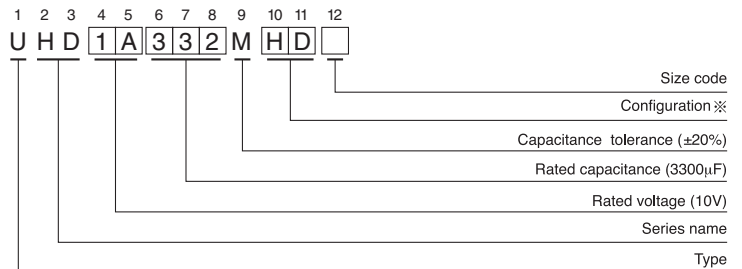 1 2 3 4 5 6 7 8 9 10 11 12
U H D 1 A 3 3 2 M H D
Size code
Configuration※
Capacitance tolerance (±20%)
Rated capacitance (3300μF)
Rated voltage (10V)
Series name
Type